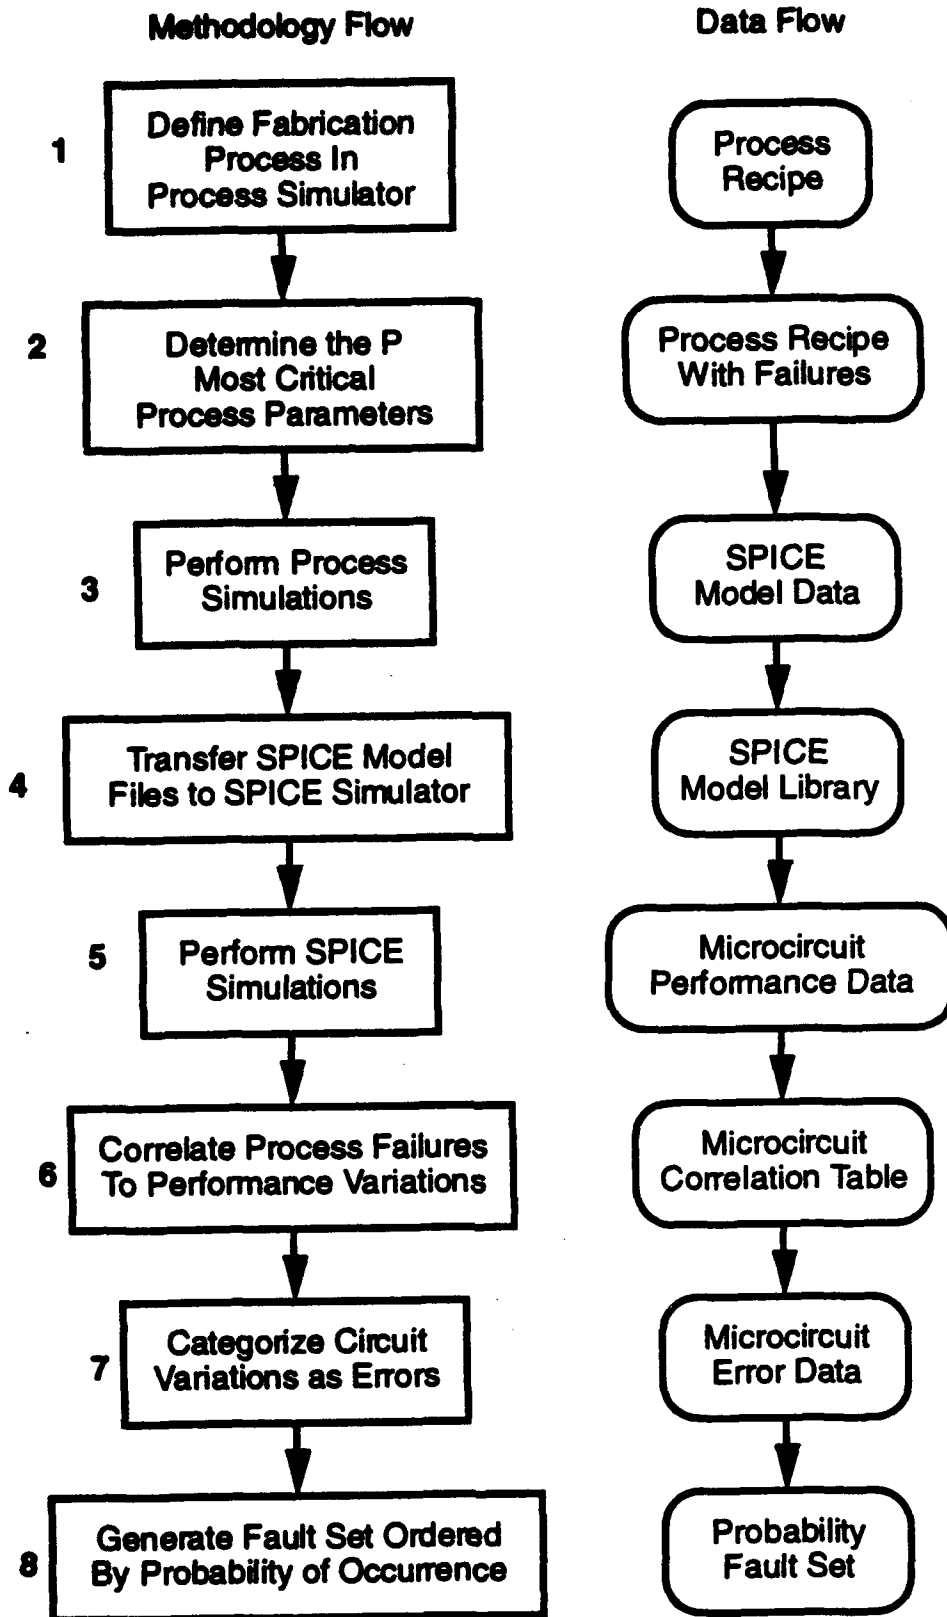 Methodology Flow
Data Flow
1
Define Fabrication
Process In
Process Simulator
Process
Recipe
2
Determine the P
Most Critical
Process Parameters
Process Recipe
With Failures
3
Perform Process
Simulations
SPICE
Model Data
4
Transfer SPICE Model
Files to SPICE Simulator
SPICE
Model Library
5
Perform SPICE
Simulations
Microcircuit
Performance Data
6
Correlate Process Failures
To Performance Variations
Microcircuit
Correlation Table
7
Categorize Circuit
Variations as Errors
Microcircuit
Error Data
8
Generate Fault Set Ordered
By Probability of Occurrence
Probability
Fault Set